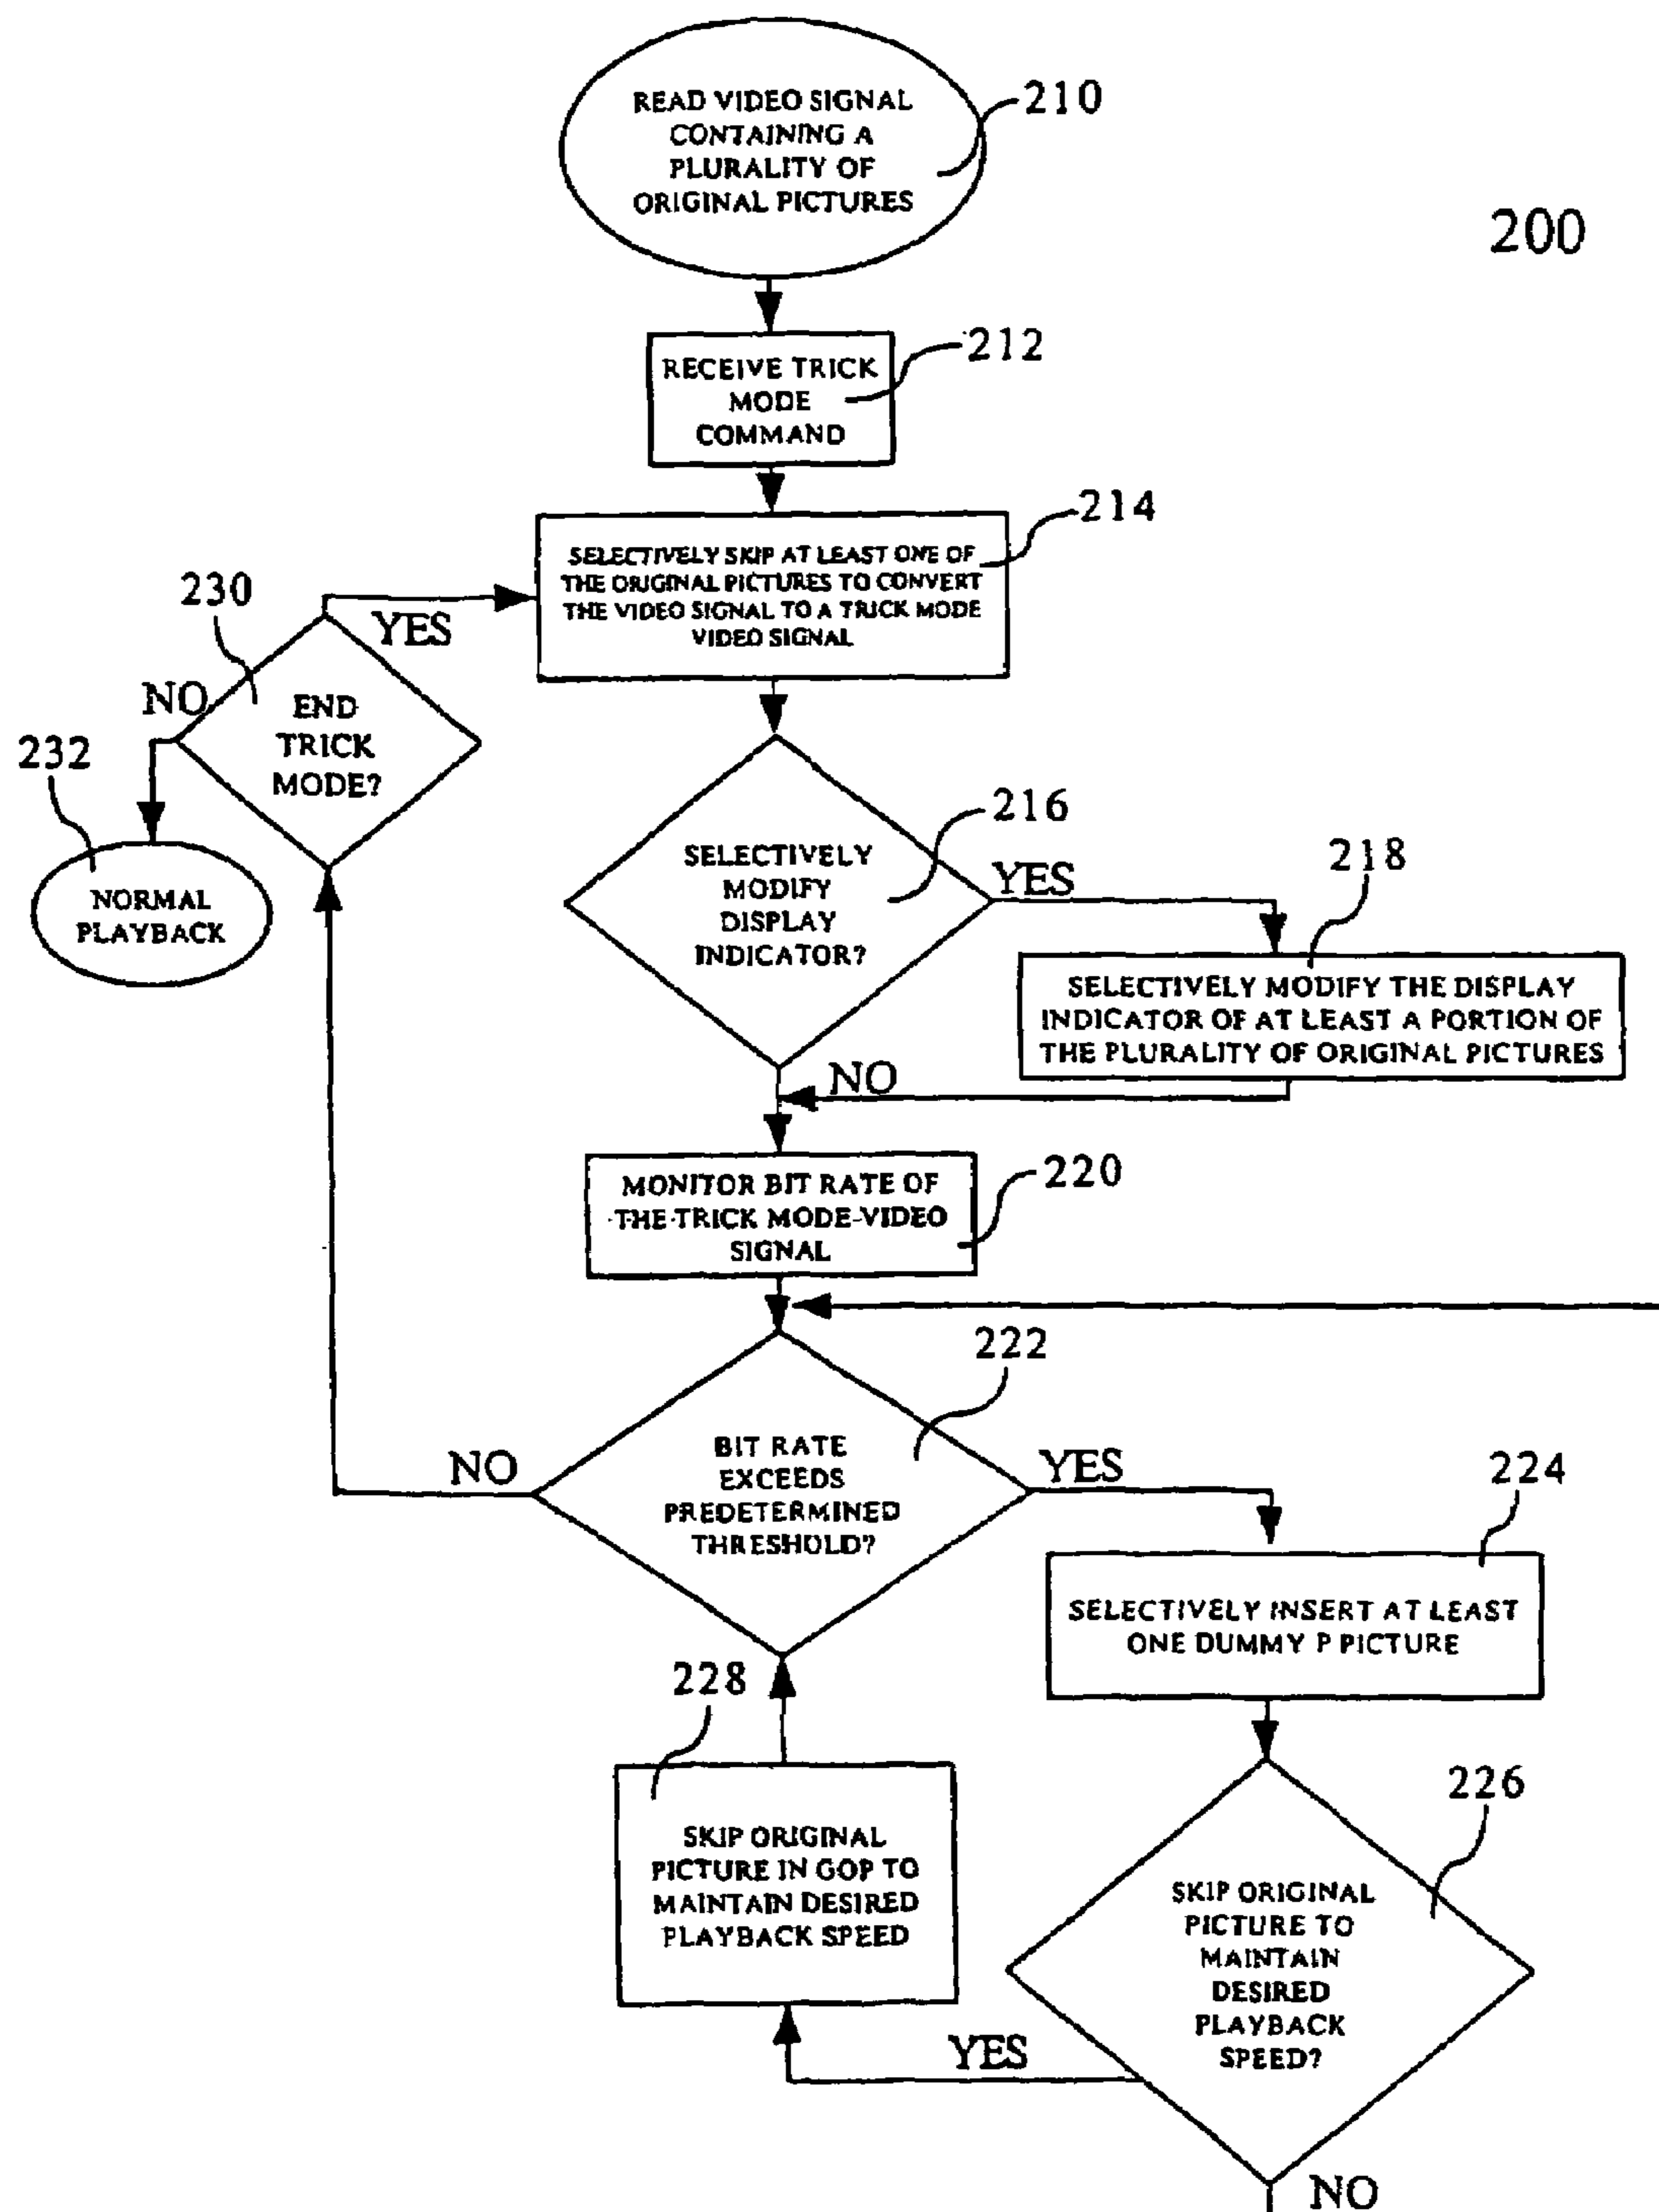 READ VIDEO SIGNAL
CONTAINING A
PLURALITY OF
ORIGINAL PICTURES
210
200
RECEIVE TRICK
MODE
COMMAND
212
SELECTIVELY SKIP AT LEAST ONE OF
THE ORIGINAL PICTURES TO CONVERT
THE VIDEO SIGNAL TO A TRICK MODE
VIDEO SIGNAL
214
230
YES
NO
END
TRICK
MODE?
232
NORMAL
PLAYBACK
SELECTIVELY
MODIFY
DISPLAY
INDICATOR?
216
YES
218
SELECTIVELY MODIFY THE DISPLAY
INDICATOR OF AT LEAST A PORTION OF
THE PLURALITY OF ORIGINAL PICTURES
NO
MONITOR BIT RATE OF
THE TRICK MODE-VIDEO
SIGNAL
220
222
BIT RATE
EXCEEDS
PREDETERMINED
THRESHOLD?
NO
YES
224
SELECTIVELY INSERT AT LEAST
ONE DUMMY P PICTURE
228
SKIP ORIGINAL
PICTURE IN GOP TO
MAINTAIN DESIRED
PLAYBACK SPEED
226
SKIP ORIGINAL
PICTURE TO
MAINTAIN
DESIRED
PLAYBACK
SPEED?
YES
NO